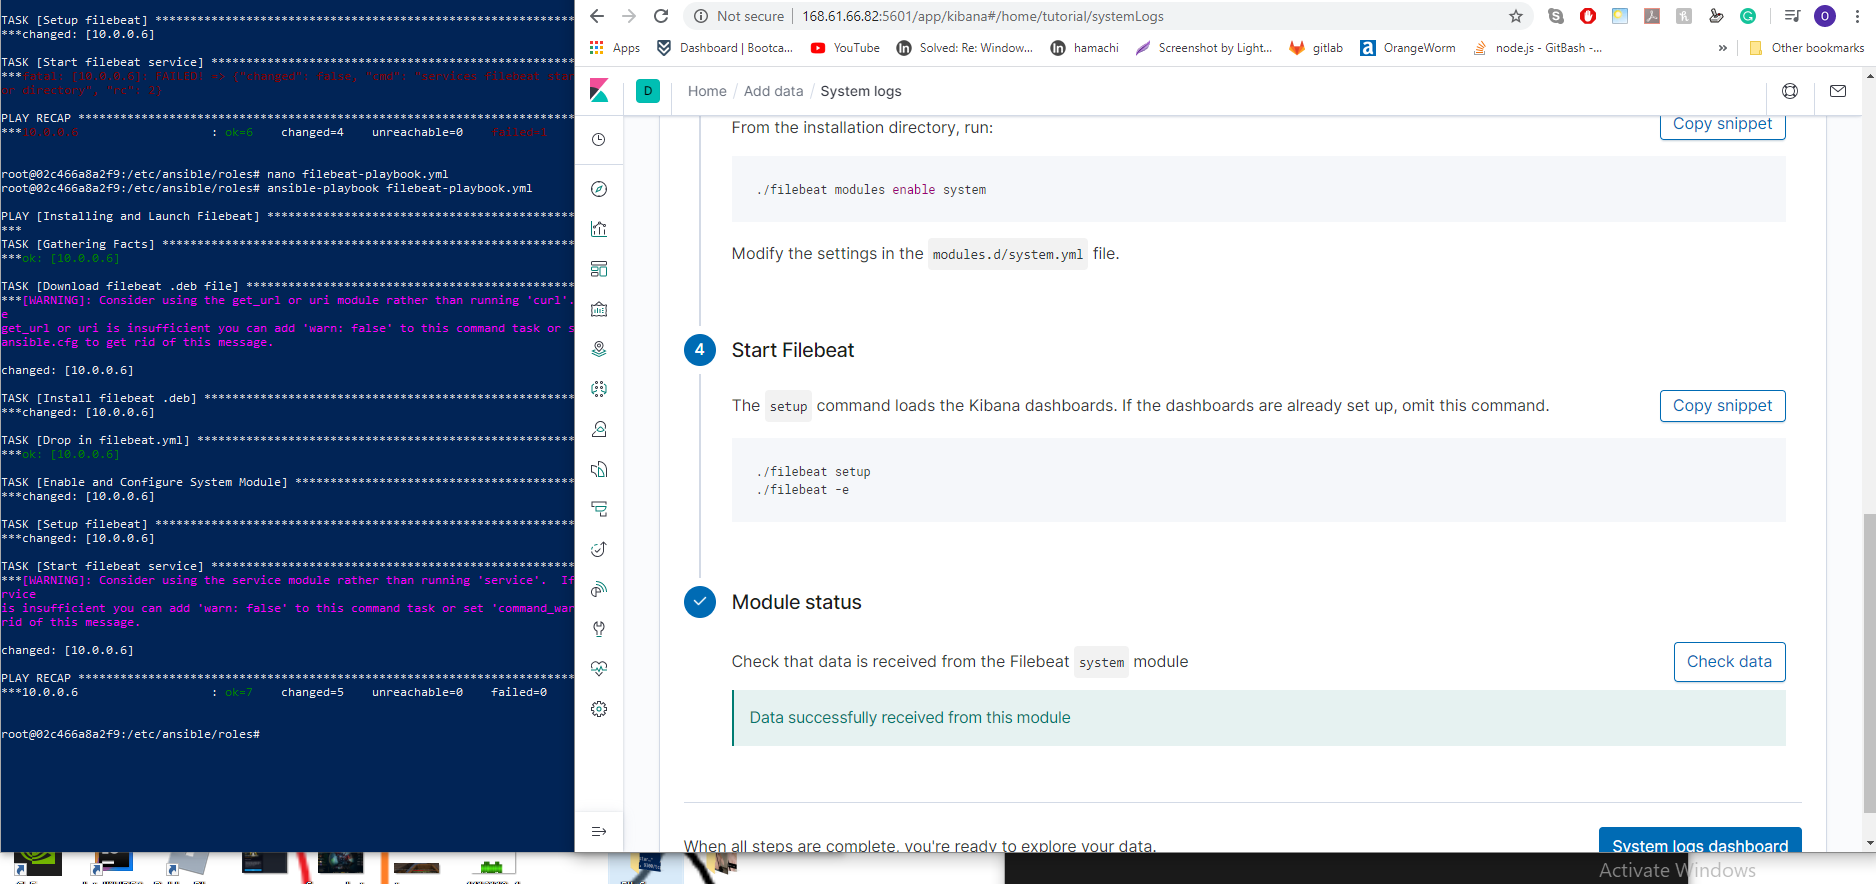 TASK [Setup filebeat] ******************************************************
***changed: [10.0.0.6]
TASK [Start filebeat service] **********************************************
***fatal: [10.0.0.6]: FAILED! => {"changed": false, "cmd": "services filebeat star
or directory", "rc": 2}
PLAY RECAP *****************************************************************
***10.0.0.6 : ok=6 changed=4 unreachable=0 failed=1
root@02c466a8a2f9:/etc/ansible/roles# nano filebeat-playbook.yml
root@02c466a8a2f9:/etc/ansible/roles# ansible-playbook filebeat-playbook.yml
PLAY [Installing and Launch Filebeat] **************************************
***
TASK [Gathering Facts] *****************************************************
***ok: [10.0.0.6]
TASK [Download filebeat .deb file] *****************************************
***[WARNING]: Consider using the get_url or uri module rather than running 'curl'.
e
get_url or uri is insufficient you can add 'warn: false' to this command task or s
ansible.cfg to get rid of this message.
changed: [10.0.0.6]
TASK [Install filebeat .deb] ***********************************************
***changed: [10.0.0.6]
TASK [Drop in filebeat.yml] ************************************************
***ok: [10.0.0.6]
TASK [Enable and Configure System Module] **********************************
***changed: [10.0.0.6]
TASK [Setup filebeat] ******************************************************
***changed: [10.0.0.6]
TASK [Start filebeat service] **********************************************
***[WARNING]: Consider using the service module rather than running 'service'. If
rvice
is insufficient you can add 'warn: false' to this command task or set 'command_war
rid of this message.
changed: [10.0.0.6]
PLAY RECAP *****************************************************************
***10.0.0.6 : ok=7 changed=5 unreachable=0 failed=0
root@02c466a8a2f9:/etc/ansible/roles#
Not secure | 168.61.66.82:5601/app/kibana#/home/tutorial/systemLogs
O
Apps Dashboard | Bootca... YouTube Solved: Re: Window... hamachi Screenshot by Light... gitlab OrangeWorm node.js - GitBash -... » Other bookmarks
D Home / Add data / System logs
From the installation directory, run:
Copy snippet
./filebeat modules enable system
Modify the settings in the modules.d/system.yml file.
4 Start Filebeat
The setup command loads the Kibana dashboards. If the dashboards are already set up, omit this command.
Copy snippet
./filebeat setup
./filebeat -e
Module status
Check that data is received from the Filebeat system module
Check data
Data successfully received from this module
When all steps are complete, you're ready to explore your data.
System logs dashboard
Activate Windows